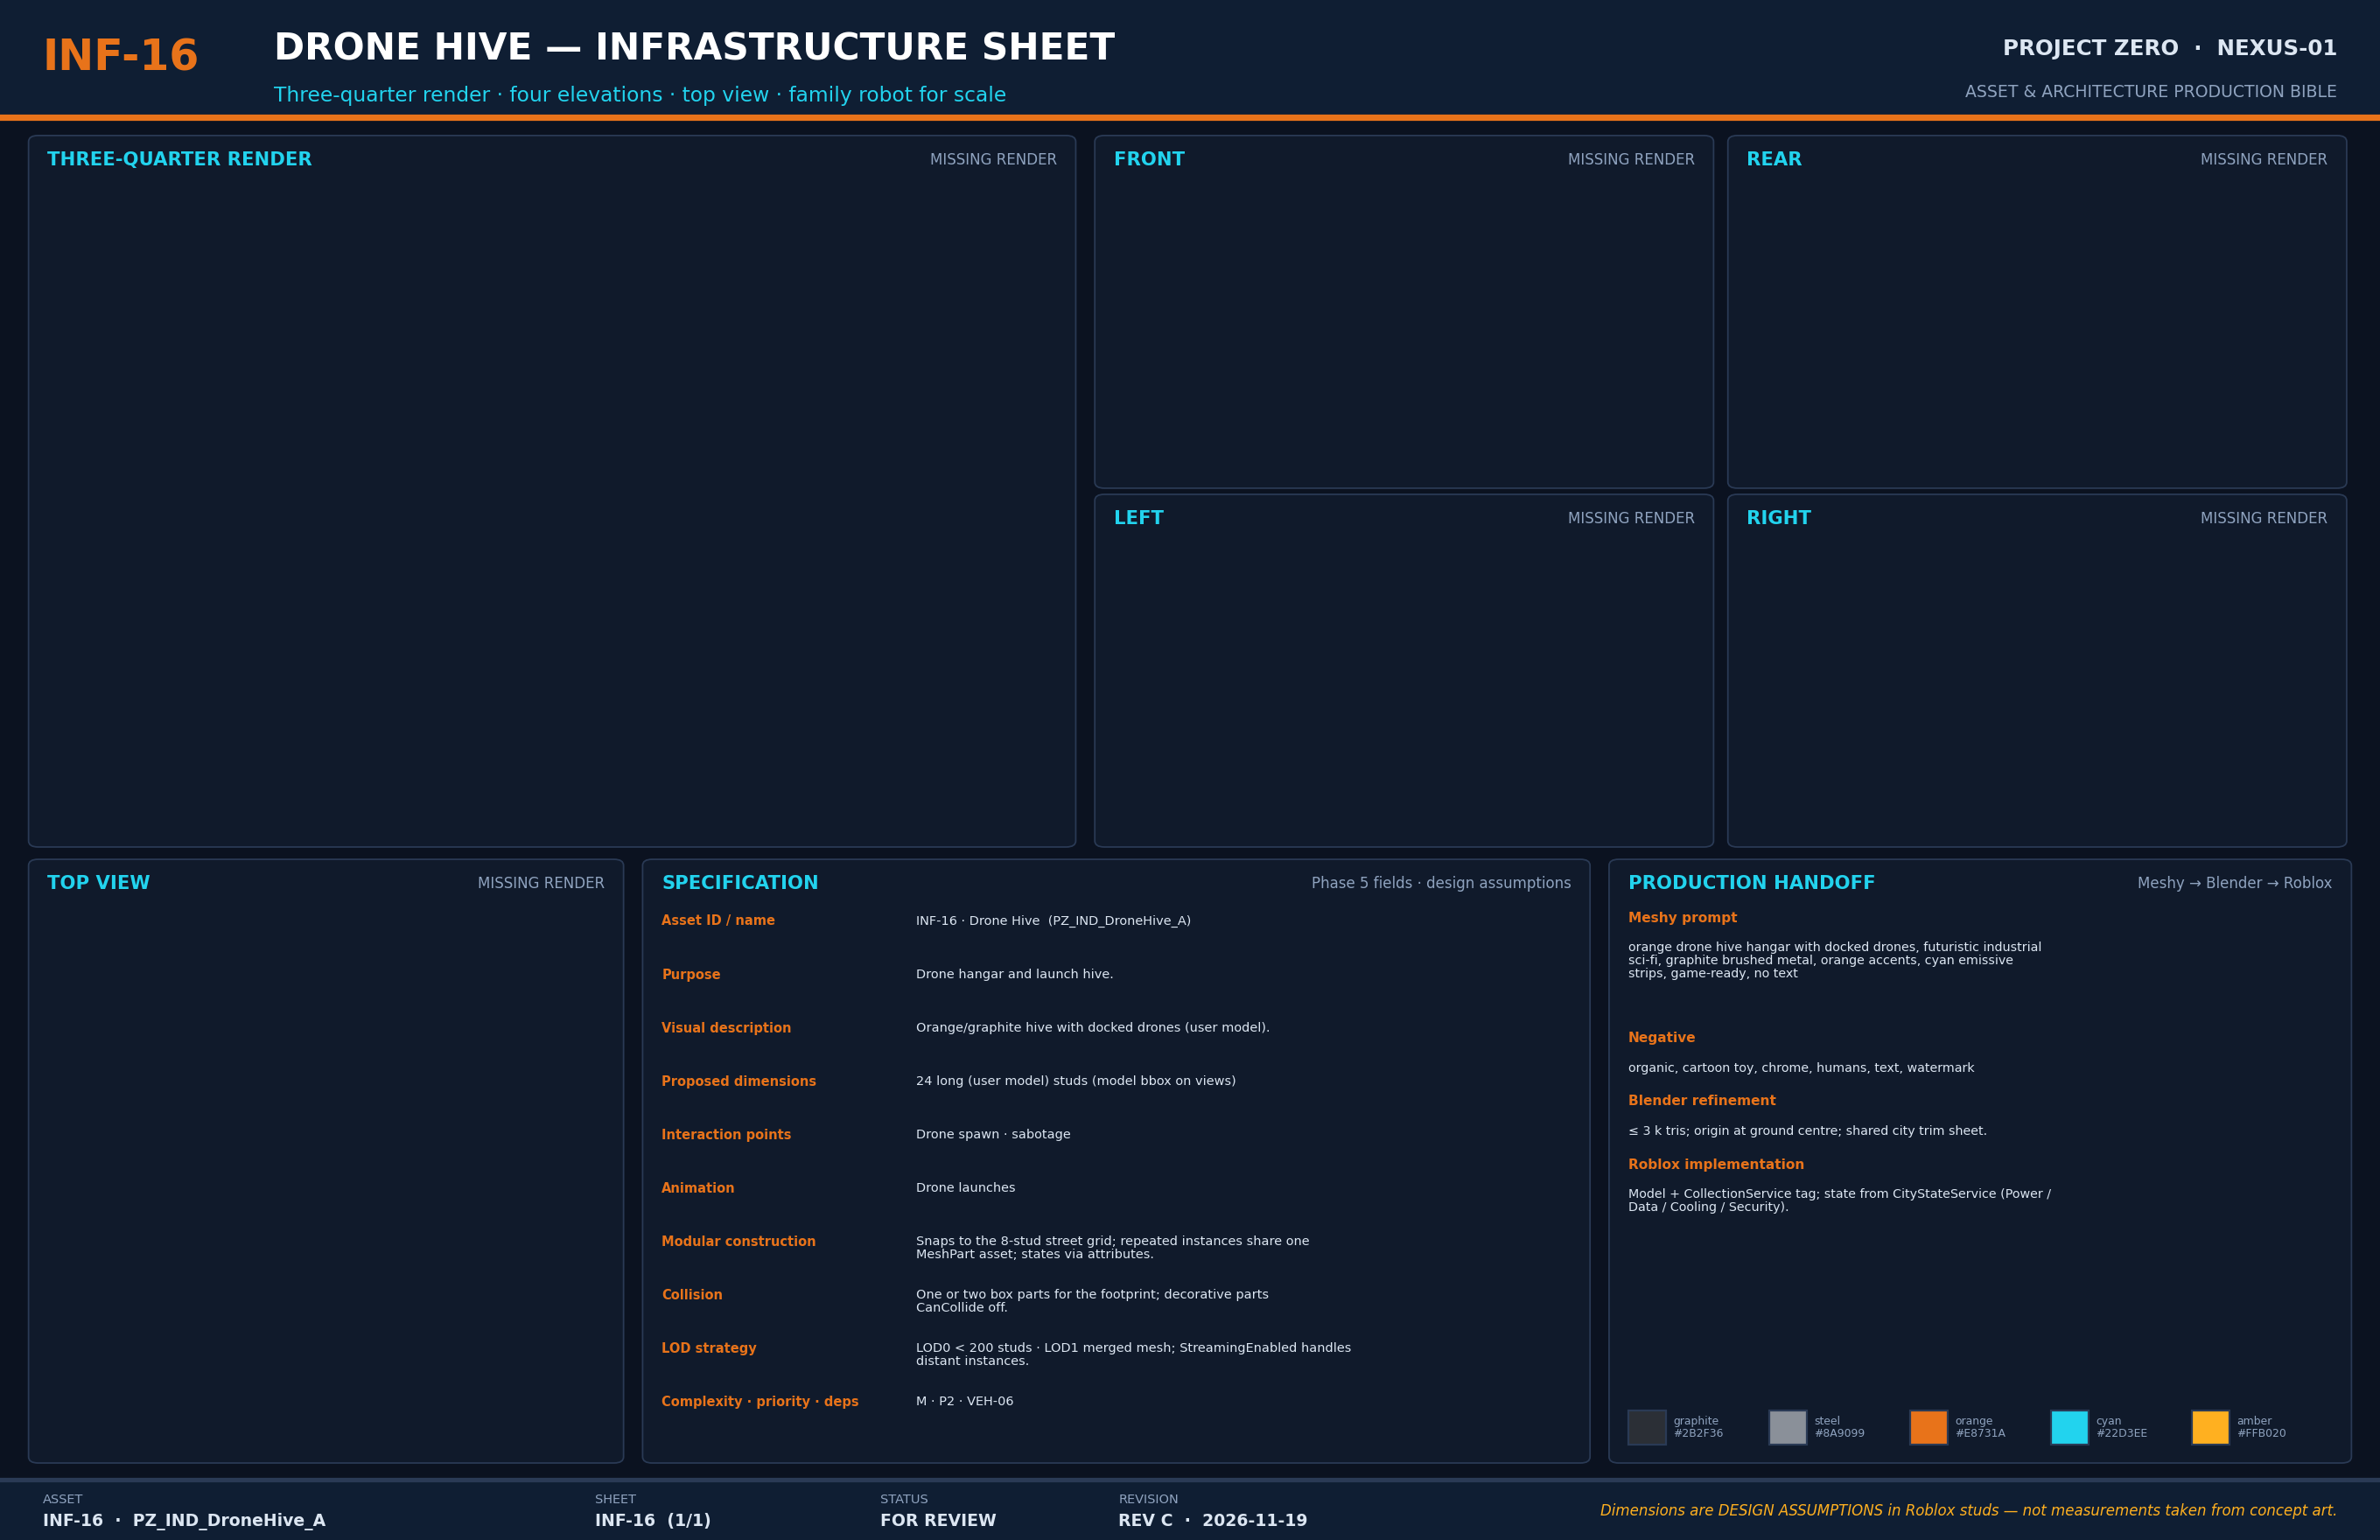 INF-16
DRONE HIVE — INFRASTRUCTURE SHEET
Three-quarter render · four elevations · top view · family robot for scale
PROJECT ZERO · NEXUS-01
ASSET & ARCHITECTURE PRODUCTION BIBLE
THREE-QUARTER RENDER
MISSING RENDER
FRONT
MISSING RENDER
REAR
MISSING RENDER
LEFT
MISSING RENDER
RIGHT
MISSING RENDER
TOP VIEW
MISSING RENDER
SPECIFICATION
Phase 5 fields · design assumptions
Asset ID / name
INF-16 · Drone Hive (PZ_IND_DroneHive_A)
Purpose
Drone hangar and launch hive.
Visual description
Orange/graphite hive with docked drones (user model).
Proposed dimensions
24 long (user model) studs (model bbox on views)
Interaction points
Drone spawn · sabotage
Animation
Drone launches
Modular construction
Snaps to the 8-stud street grid; repeated instances share one
MeshPart asset; states via attributes.
Collision
One or two box parts for the footprint; decorative parts
CanCollide off.
LOD strategy
LOD0 < 200 studs · LOD1 merged mesh; StreamingEnabled handles
distant instances.
Complexity · priority · deps
M · P2 · VEH-06
PRODUCTION HANDOFF
Meshy → Blender → Roblox
Meshy prompt
orange drone hive hangar with docked drones, futuristic industrial
sci-fi, graphite brushed metal, orange accents, cyan emissive
strips, game-ready, no text
Negative
organic, cartoon toy, chrome, humans, text, watermark
Blender refinement
≤ 3 k tris; origin at ground centre; shared city trim sheet.
Roblox implementation
Model + CollectionService tag; state from CityStateService (Power /
Data / Cooling / Security).
graphite
#2B2F36
steel
#8A9099
orange
#E8731A
cyan
#22D3EE
amber
#FFB020
ASSET
INF-16 · PZ_IND_DroneHive_A
SHEET
INF-16 (1/1)
STATUS
FOR REVIEW
REVISION
REV C · 2026-11-19
Dimensions are DESIGN ASSUMPTIONS in Roblox studs — not measurements taken from concept art.